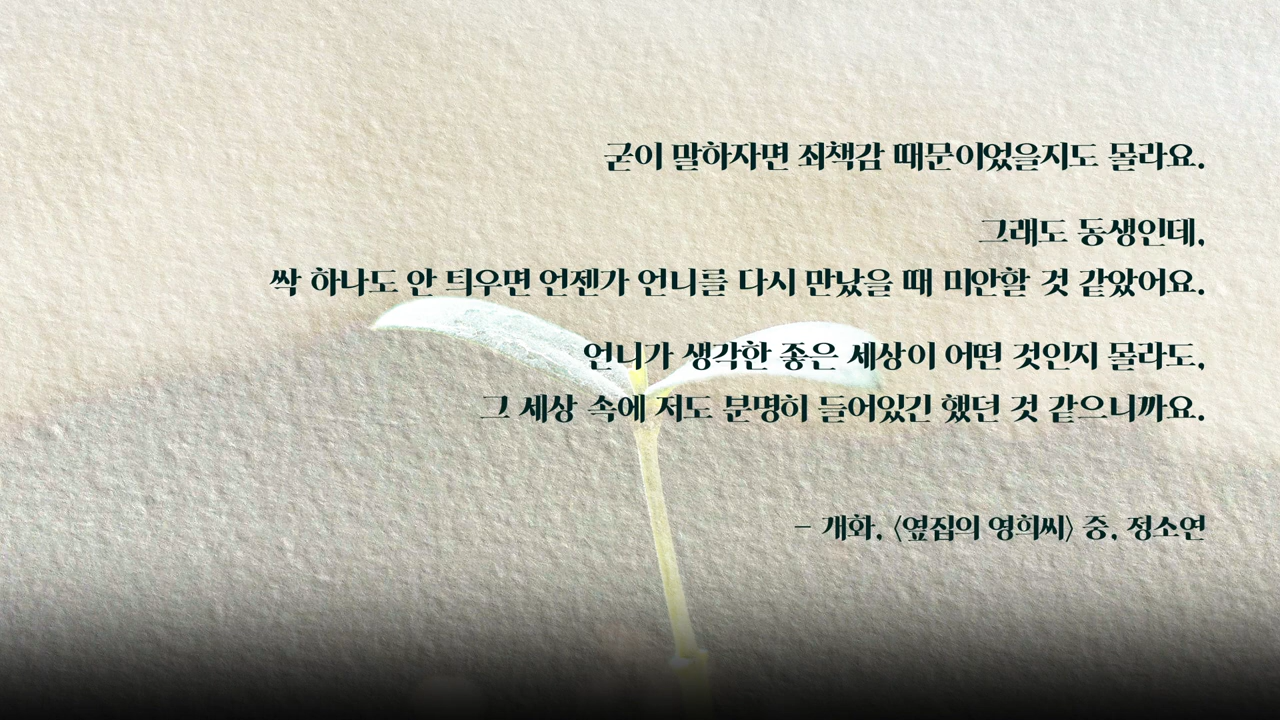 굳이 말하자면 죄책감 때문이었을지도 몰라요.
그래도 동생인데,
싹 하나도 안 틔우면 언젠가 언니를 다시 만났을 때 미안할 것 같았어요.
언니가 생각한 좋은 세상이 어떤 것인지 몰라도,
그 세상 속에 저도 분명히 들어있긴 했던 것 같으니까요.
- 개화, 〈옆집의 영희씨〉 중, 정소연